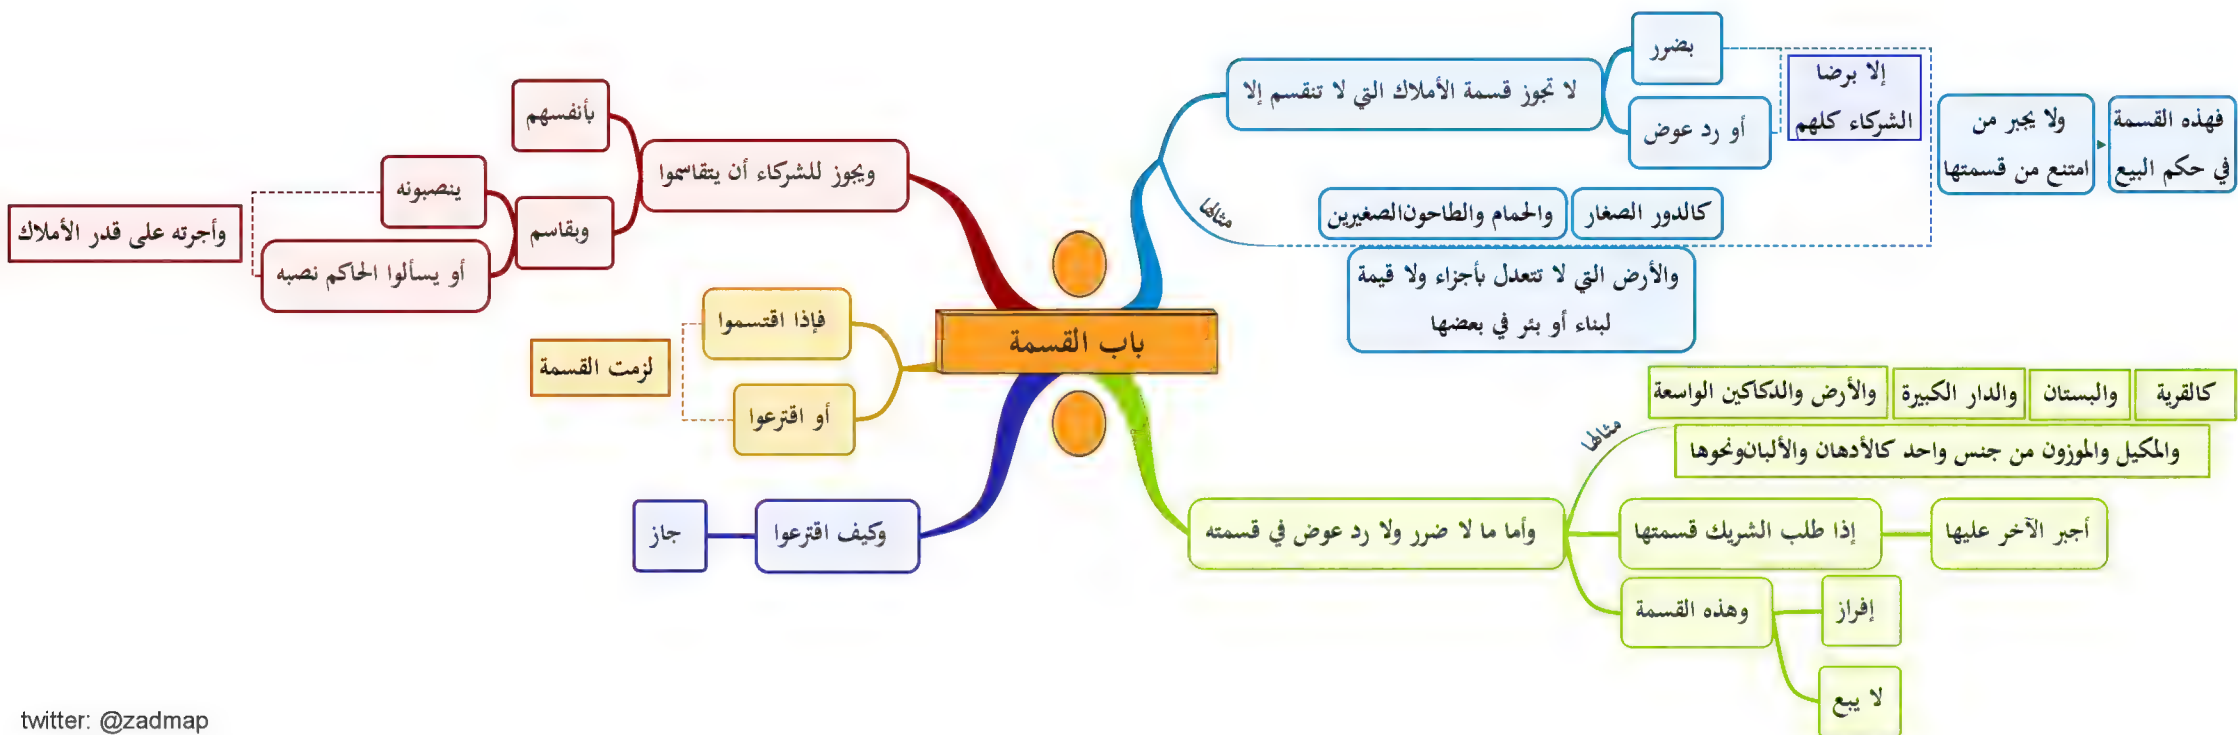 باب القسمة
لا تجوز قسمة الأملاك التي لا تنقسم إلا
بضرر
أو رد عوض
إلا برضا
الشركاء كلهم
ولا يجبر من
امتنع من قسمتها
فهذه القسمة
في حكم البيع
مثالها
كالدور الصغار
والحمام والطاحون الصغيرين
والأرض التي لا تتعدل بأجزاء ولا قيمة
لبناء أو بئر في بعضها
وأما ما لا ضرر ولا رد عوض في قسمته
مثالها
كالقرية
والبستان
والدار الكبيرة
والأرض والدكاكين الواسعة
والمكيل والموزون من جنس واحد كالأدهان والألبان ونحوها
إذا طلب الشريك قسمتها
أجبر الآخر عليها
وهذه القسمة
إفراز
لا يبع
ويجوز للشركاء أن يتقاسموا
بأنفسهم
وبقاسم
ينصبونه
أو يسألوا الحاكم نصبه
وأجرته على قدر الأملاك
فإذا اقتسموا
أو اقترعوا
لزمت القسمة
وكيف اقترعوا
جاز
twitter: @zadmap